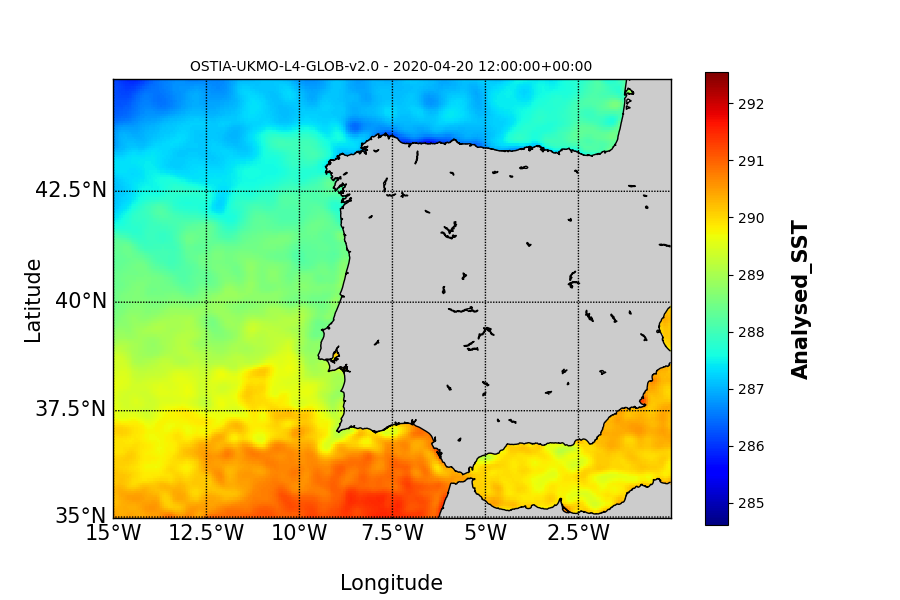 OSTIA-UKMO-L4-GLOB-v2.0 - 2020-04-20 12:00:00+00:00
42.5°N
40°N
37.5°N
35°N
15°W 12.5°W 10°W 7.5°W 5°W 2.5°W
Latitude
Longitude
292
291
290
289
288
287
286
285
Analysed_SST